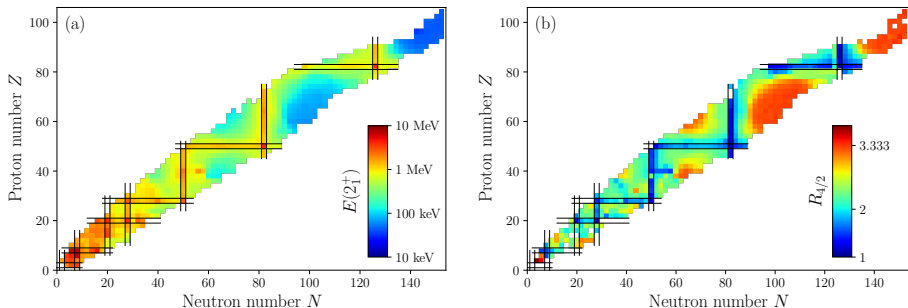 (a)
Proton number Z
100
80
60
40
20
0
0 20 40 60 80 100 120 140
Neutron number N
10 MeV
1 MeV
100 keV
10 keV
E(2₁⁺)
(b)
Proton number Z
100
80
60
40
20
0
0 20 40 60 80 100 120 140
Neutron number N
3.333
2
1
R₄/₂